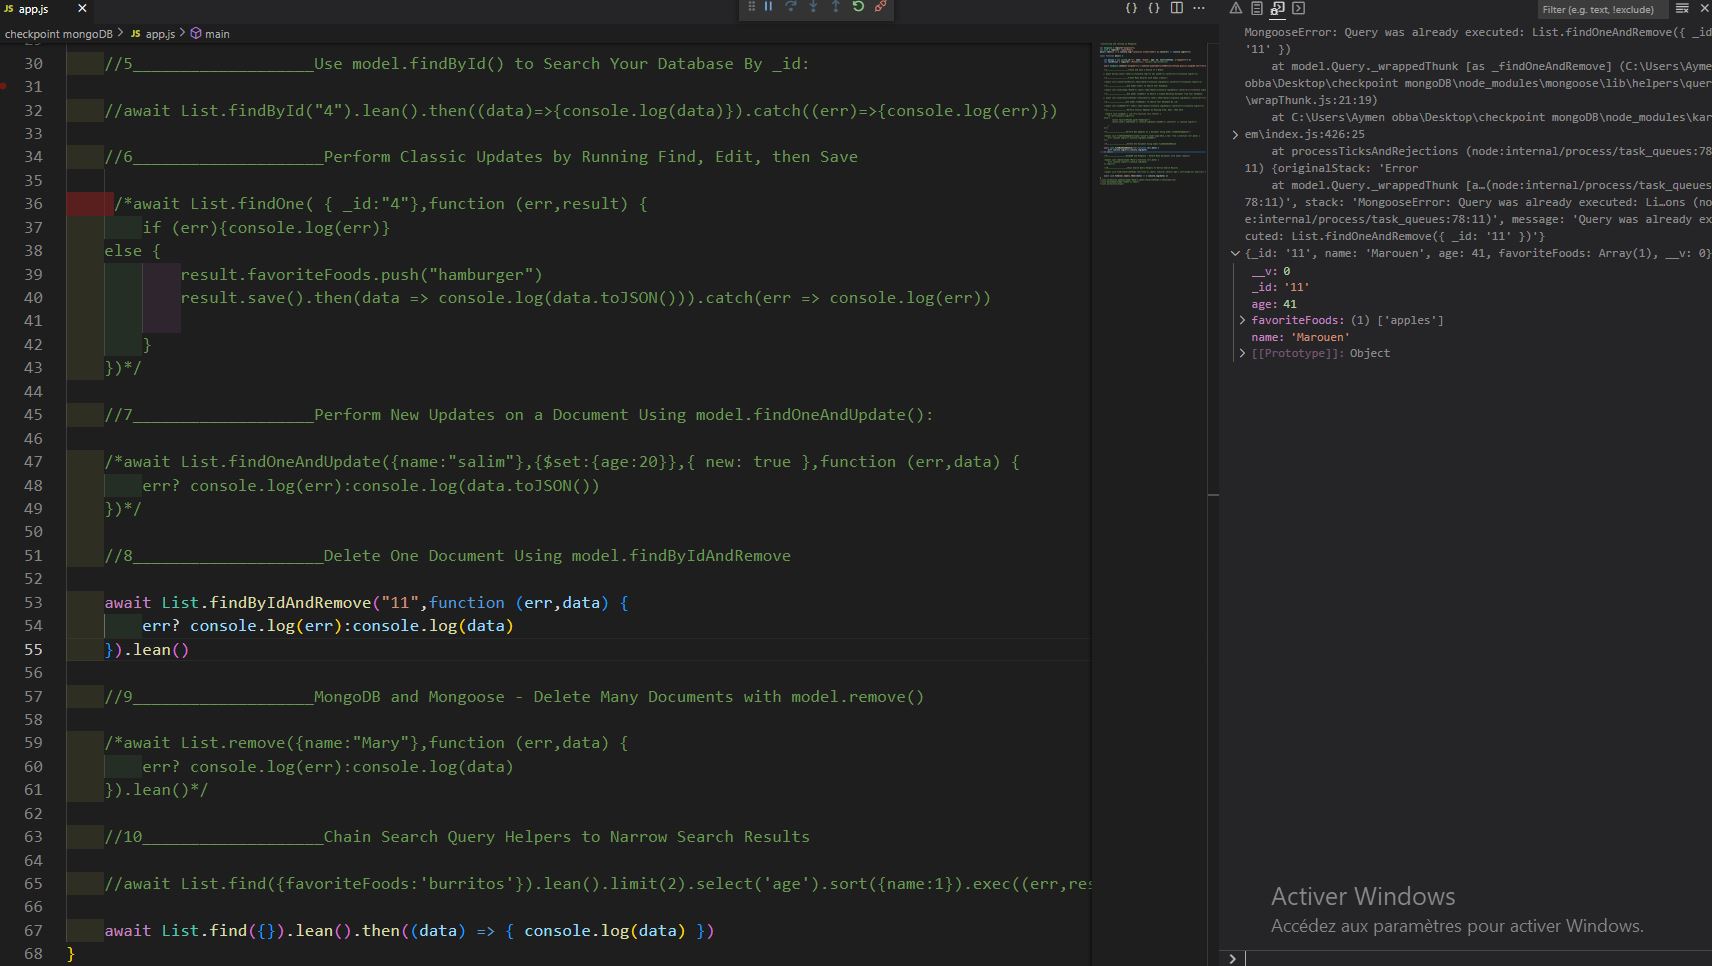 JS app.js ×
checkpoint mongoDB > JS app.js > main
30 //5___________________Use model.findById() to Search Your Database By _id:
31
32 //await List.findById("4").lean().then((data)=>{console.log(data)}).catch((err)=>{console.log(err)})
33
34 //6____________________Perform Classic Updates by Running Find, Edit, then Save
35
36 /*await List.findOne( { _id:"4"},function (err,result) {
37 if (err){console.log(err)}
38 else {
39 result.favoriteFoods.push("hamburger")
40 result.save().then(data => console.log(data.toJSON())).catch(err => console.log(err))
41
42 }
43 })*/
44
45 //7___________________Perform New Updates on a Document Using model.findOneAndUpdate():
46
47 /*await List.findOneAndUpdate({name:"salim"},{$set:{age:20}},{ new: true },function (err,data) {
48 err? console.log(err):console.log(data.toJSON())
49 })*/
50
51 //8____________________Delete One Document Using model.findByIdAndRemove
52
53 await List.findByIdAndRemove("11",function (err,data) {
54 err? console.log(err):console.log(data)
55 }).lean()
56
57 //9___________________MongoDB and Mongoose - Delete Many Documents with model.remove()
58
59 /*await List.remove({name:"Mary"},function (err,data) {
60 err? console.log(err):console.log(data)
61 }).lean()*/
62
63 //10___________________Chain Search Query Helpers to Narrow Search Results
64
65 //await List.find({favoriteFoods:'burritos'}).lean().limit(2).select('age').sort({name:1}).exec((err,res
66
67 await List.find({}).lean().then((data) => { console.log(data) })
68 }
Filter (e.g. text, !exclude)
MongooseError: Query was already executed: List.findOneAndRemove({ _id
'11' })
at model.Query._wrappedThunk [as _findOneAndRemove] (C:\Users\Ayme
obba\Desktop\checkpoint mongoDB\node_modules\mongoose\lib\helpers\quer
\wrapThunk.js:21:19)
at C:\Users\Aymen obba\Desktop\checkpoint mongoDB\node_modules\kar
em\index.js:426:25
at processTicksAndRejections (node:internal/process/task_queues:78
11) {originalStack: 'Error
at model.Query._wrappedThunk [a…(node:internal/process/task_queues
78:11)', stack: 'MongooseError: Query was already executed: Li…ons (nod
e:internal/process/task_queues:78:11)', message: 'Query was already exe
cuted: List.findOneAndRemove({ _id: '11' })'}
{_id: '11', name: 'Marouen', age: 41, favoriteFoods: Array(1), __v: 0}
__v: 0
_id: '11'
age: 41
favoriteFoods: (1) ['apples']
name: 'Marouen'
[[Prototype]]: Object
Activer Windows
Accédez aux paramètres pour activer Windows.